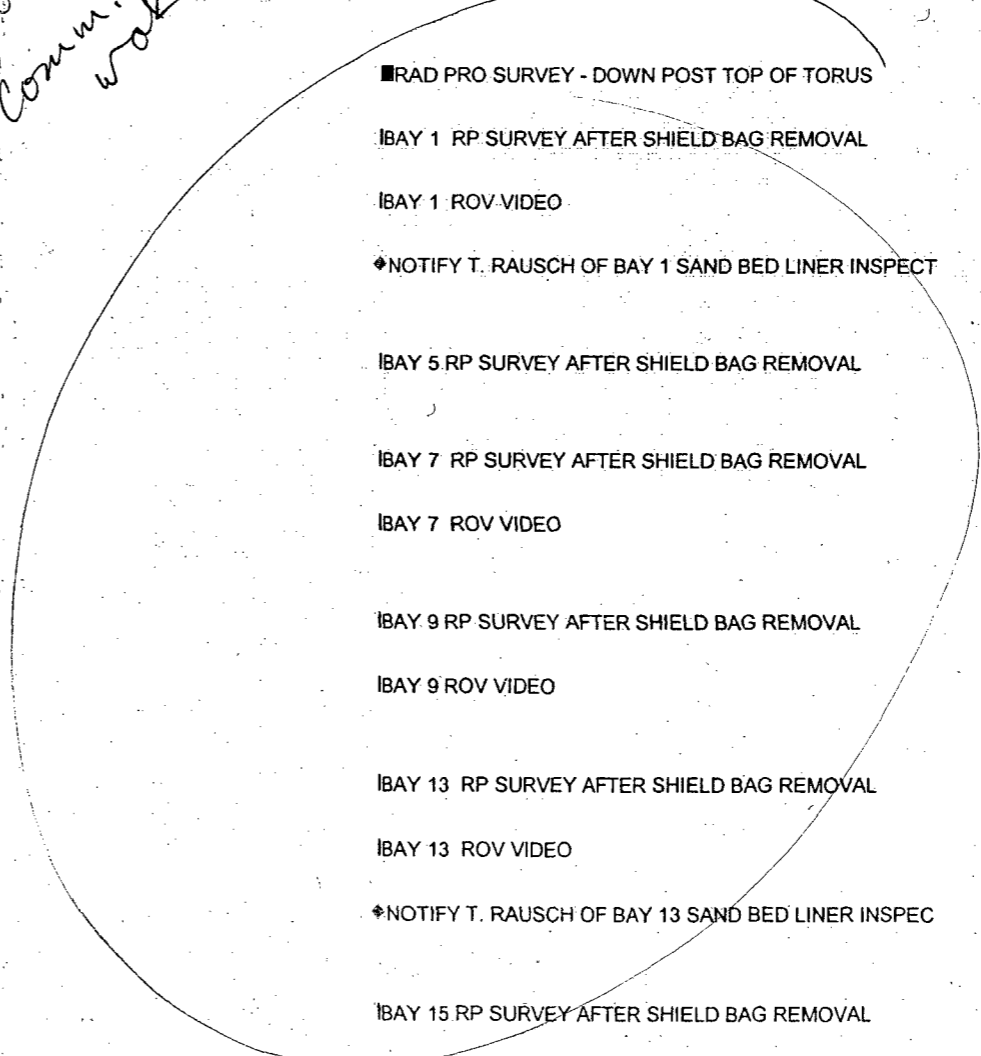 Comm.
RAD PRO SURVEY - DOWN POST TOP OF TORUS
BAY 1 RP SURVEY AFTER SHIELD BAG REMOVAL
BAY 1 ROV VIDEO
NOTIFY T. RAUSCH OF BAY 1 SAND BED LINER INSPECT
BAY 5 RP SURVEY AFTER SHIELD BAG REMOVAL
BAY 7 RP SURVEY AFTER SHIELD BAG REMOVAL
BAY 7 ROV VIDEO
BAY 9 RP SURVEY AFTER SHIELD BAG REMOVAL
BAY 9 ROV VIDEO
BAY 13 RP SURVEY AFTER SHIELD BAG REMOVAL
BAY 13 ROV VIDEO
NOTIFY T. RAUSCH OF BAY 13 SAND BED LINER INSPEC
BAY 15 RP SURVEY AFTER SHIELD BAG REMOVAL